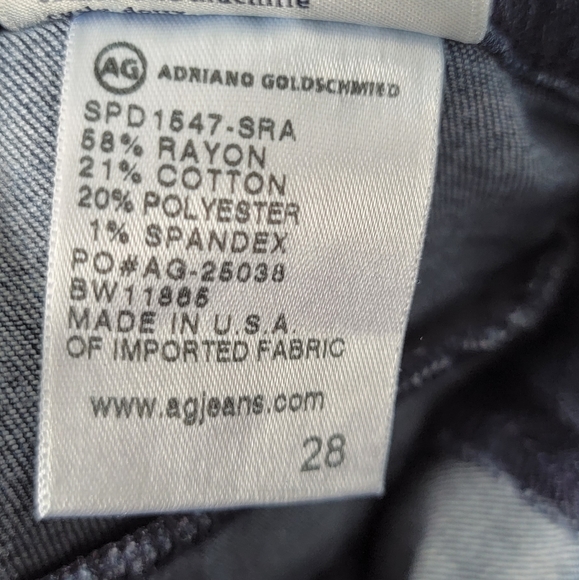 AG ADRIANO GOLDSCHMIED
SPD1547-SRA
58% RAYON
21% COTTON
20% POLYESTER
1% SPANDEX
PO#AG-25038
BW11885
MADE IN U.S.A.
OF IMPORTED FABRIC
www.agjeans.com
28